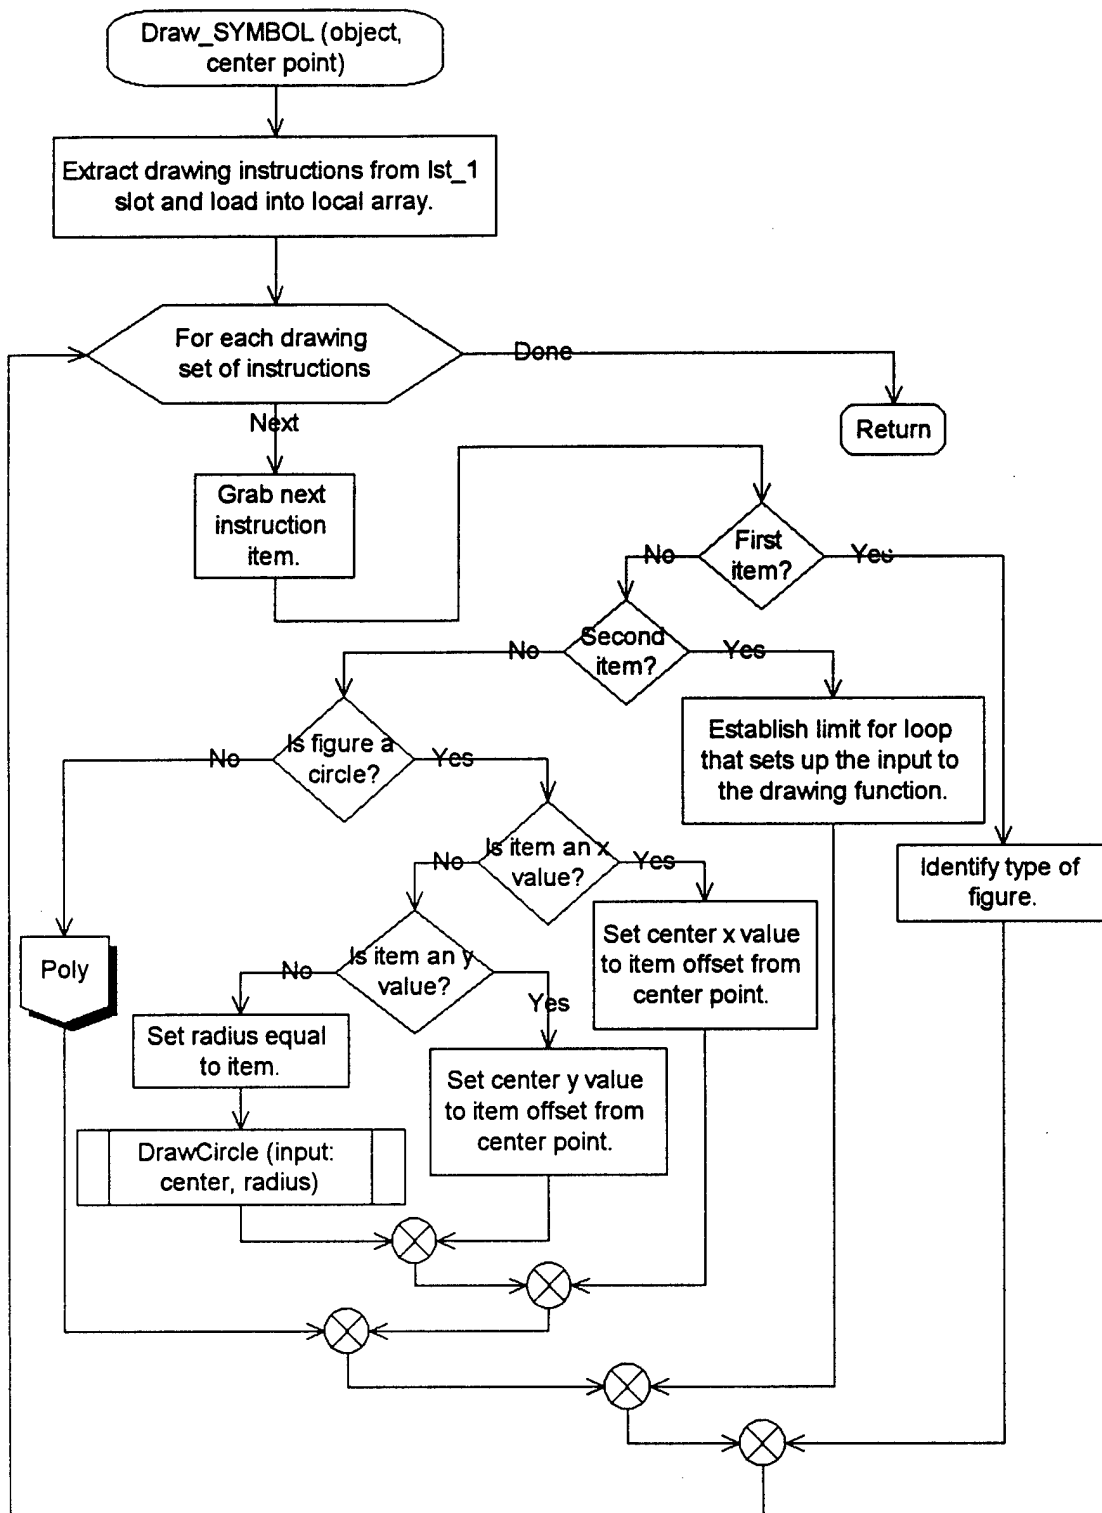 Draw_SYMBOL (object,
center point)
Extract drawing instructions from lst_1
slot and load into local array.
For each drawing
set of instructions
Done
Next
Return
Grab next
instruction
item.
First
item?
No
Yes
Second
item?
No
Yes
Is figure a
circle?
No
Yes
Establish limit for loop
that sets up the input to
the drawing function.
Is item an x
value?
No
Yes
Identify type of
figure.
Poly
Is item an y
value?
No
Yes
Set center x value
to item offset from
center point.
Set radius equal
to item.
Set center y value
to item offset from
center point.
DrawCircle (input:
center, radius)